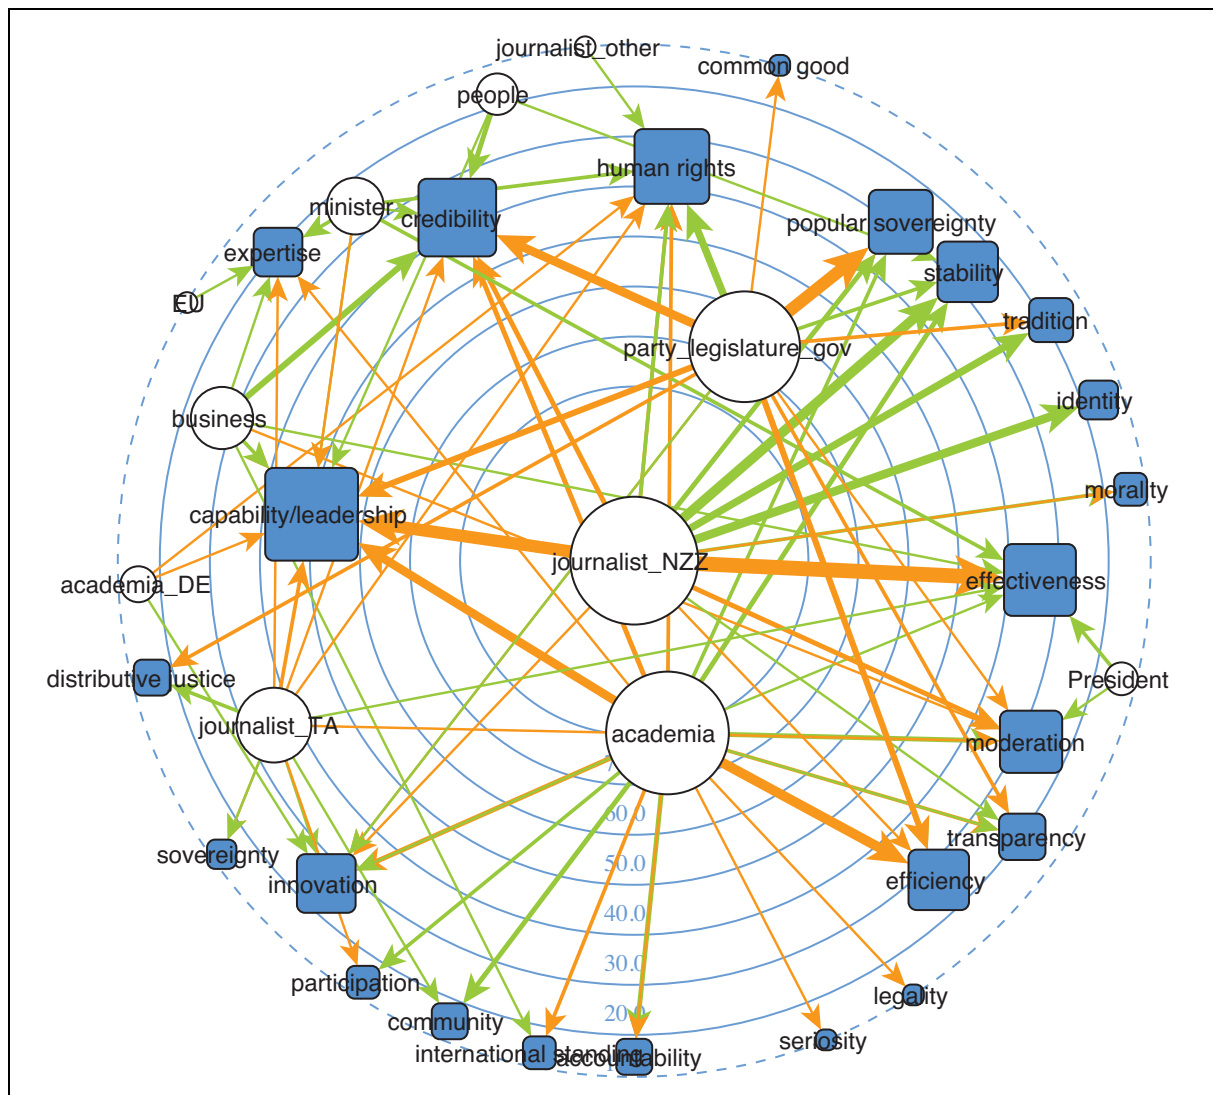 journalist_other
common good
people
human rights
minister
credibility
popular sovereignty
expertise
stability
EU
tradition
party_legislature_gov
identity
business
morality
capability/leadership
journalist_NZZ
effectiveness
academia_DE
distributive justice
President
journalist_TA
academia
moderation
60.0
transparency
sovereignty
50.0
innovation
efficiency
40.0
30.0
participation
legality
20.0
community
seriosity
international standing
accountability